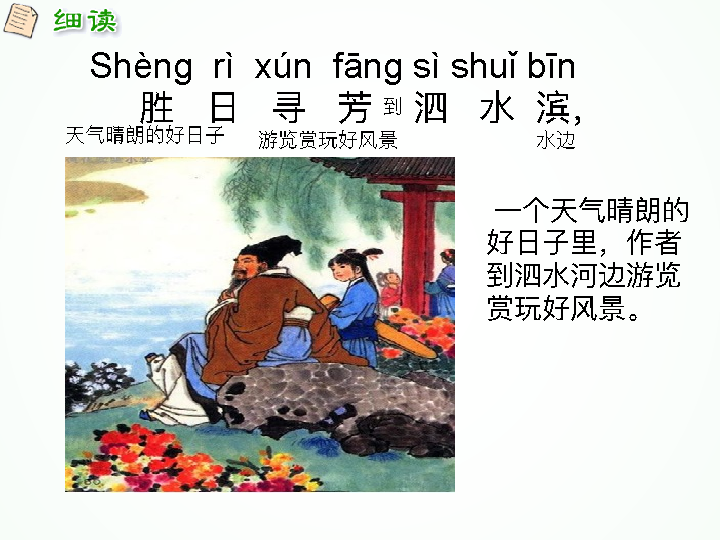 细读
Shèng rì xún fāng sì shuǐ bīn
胜 日 寻 芳 到 泗 水 滨，
天气晴朗的好日子 游览赏玩好风景 水边
一个天气晴朗的
好日子里，作者
到泗水河边游览
赏玩好风景。